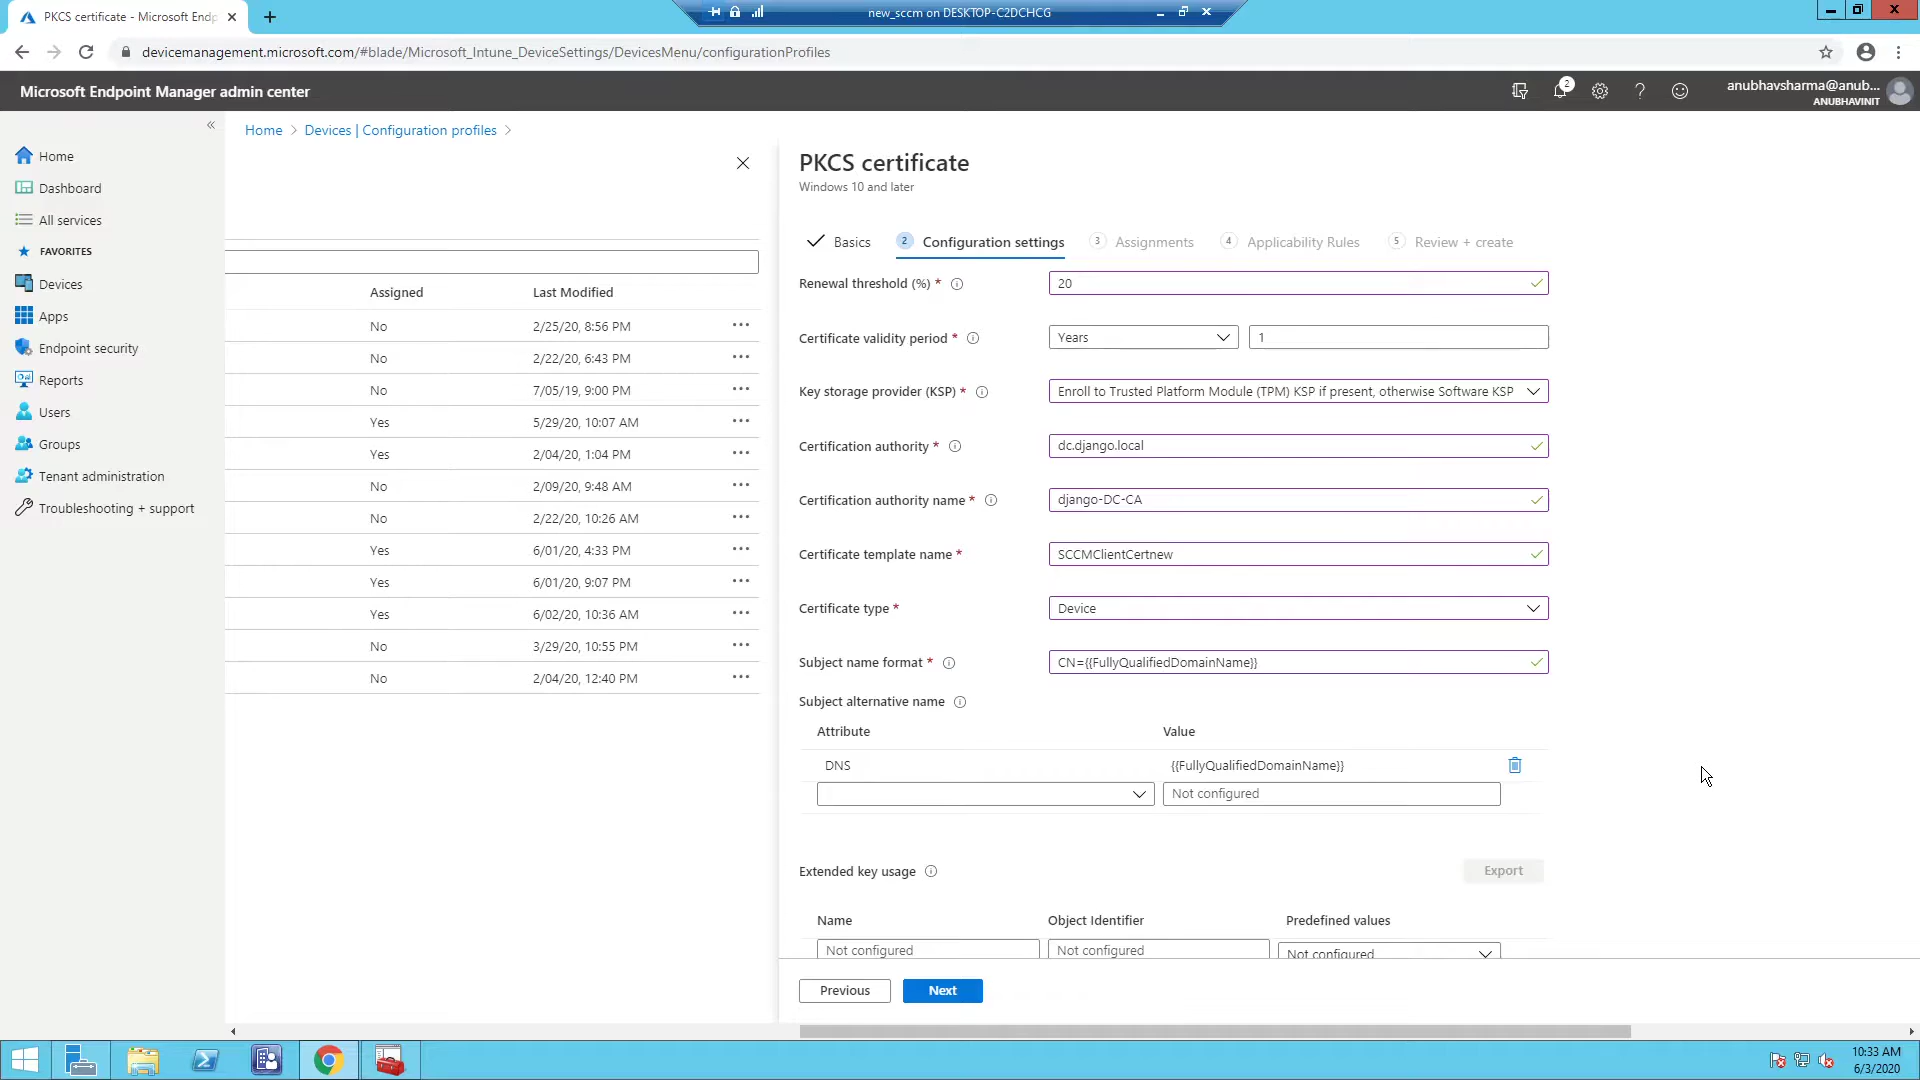 PKCS certificate - Microsoft Endp
new_sccm on DESKTOP-C2DCHCG
devicemanagement.microsoft.com/#blade/Microsoft_Intune_DeviceSettings/DevicesMenu/configurationProfiles
Microsoft Endpoint Manager admin center
2
anubhavsharma@anub...
ANUBHAVINIT
Home
Dashboard
All services
FAVORITES
Devices
Apps
Endpoint security
Reports
Users
Groups
Tenant administration
Troubleshooting + support
Home > Devices | Configuration profiles >
Assigned Last Modified
No 2/25/20, 8:56 PM ...
No 2/22/20, 6:43 PM ...
No 7/05/19, 9:00 PM ...
Yes 5/29/20, 10:07 AM ...
Yes 2/04/20, 1:04 PM ...
No 2/09/20, 9:48 AM ...
No 2/22/20, 10:26 AM ...
Yes 6/01/20, 4:33 PM ...
Yes 6/01/20, 9:07 PM ...
Yes 6/02/20, 10:36 AM ...
No 3/29/20, 10:55 PM ...
No 2/04/20, 12:40 PM ...
PKCS certificate
Windows 10 and later
Basics 2 Configuration settings 3 Assignments 4 Applicability Rules 5 Review + create
Renewal threshold (%) * 20
Certificate validity period * Years 1
Key storage provider (KSP) * Enroll to Trusted Platform Module (TPM) KSP if present, otherwise Software KSP
Certification authority * dc.django.local
Certification authority name * django-DC-CA
Certificate template name * SCCMClientCertnew
Certificate type * Device
Subject name format * CN={{FullyQualifiedDomainName}}
Subject alternative name
Attribute Value
DNS {{FullyQualifiedDomainName}}
Not configured
Extended key usage Export
Name Object Identifier Predefined values
Not configured Not configured Not configured
Previous Next
10:33 AM
6/3/2020